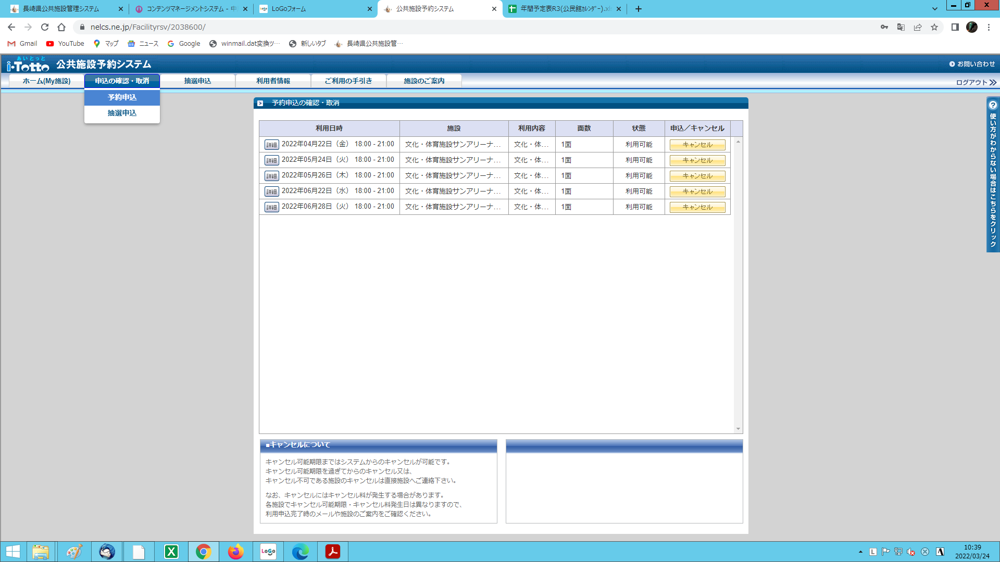 長崎県公共施設管理システム
コンテンツマネージメントシステム - 中
LoGoフォーム
公共施設予約システム
年間予定表R3(公民館ｶﾚﾝﾀﾞｰ).xl
nelcs.ne.jp/Facilityrsv/2038600/
Gmail
YouTube
マップ
ニュース
Google
winmail.dat変換ツ…
新しいタブ
長崎県公共施設管…
あいとっと
i-Totto 公共施設予約システム
お問い合わせ
ホーム(My施設)
申込の確認・取消
抽選申込
利用者情報
ご利用の手引き
施設のご案内
ログアウト
予約申込
抽選申込
予約申込の確認・取消
利用日時 施設 利用内容 面数 状態 申込／キャンセル
詳細 2022年04月22日（金） 18:00 - 21:00 文化・体育施設サンアリーナ… 文化・体… 1面 利用可能 キャンセル
詳細 2022年05月24日（火） 18:00 - 21:00 文化・体育施設サンアリーナ… 文化・体… 1面 利用可能 キャンセル
詳細 2022年05月26日（木） 18:00 - 21:00 文化・体育施設サンアリーナ… 文化・体… 1面 利用可能 キャンセル
詳細 2022年06月22日（水） 18:00 - 21:00 文化・体育施設サンアリーナ… 文化・体… 1面 利用可能 キャンセル
詳細 2022年06月28日（火） 18:00 - 21:00 文化・体育施設サンアリーナ… 文化・体… 1面 利用可能 キャンセル
■キャンセルについて
キャンセル可能期限まではシステムからのキャンセルが可能です。
キャンセル可能期限を過ぎてからのキャンセル又は、
キャンセル不可である施設のキャンセルは直接施設へご連絡下さい。
なお、キャンセルにはキャンセル料が発生する場合があります。
各施設でキャンセル可能期限・キャンセル料発生日は異なりますので、
利用申込完了時のメールや施設のご案内をご確認ください。
? 使い方がわからない場合はこちらをクリック
LoGo
L
A
10:39
2022/03/24